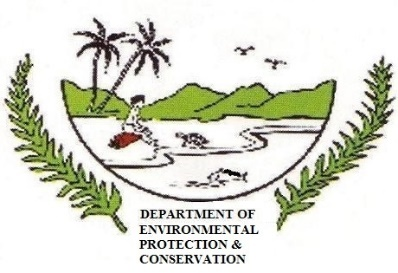 DEPARTMENT OF
ENVIRONMENTAL
PROTECTION &
CONSERVATION